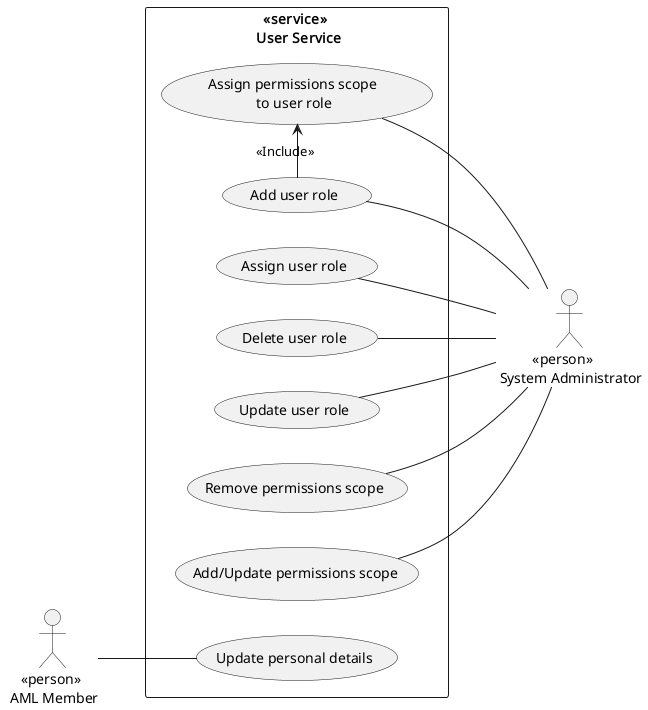 «service»
User Service
Assign permissions scope
to user role
«Include»
Add user role
Assign user role
Delete user role
Update user role
Remove permissions scope
Add/Update permissions scope
Update personal details
«person»
System Administrator
«person»
AML Member